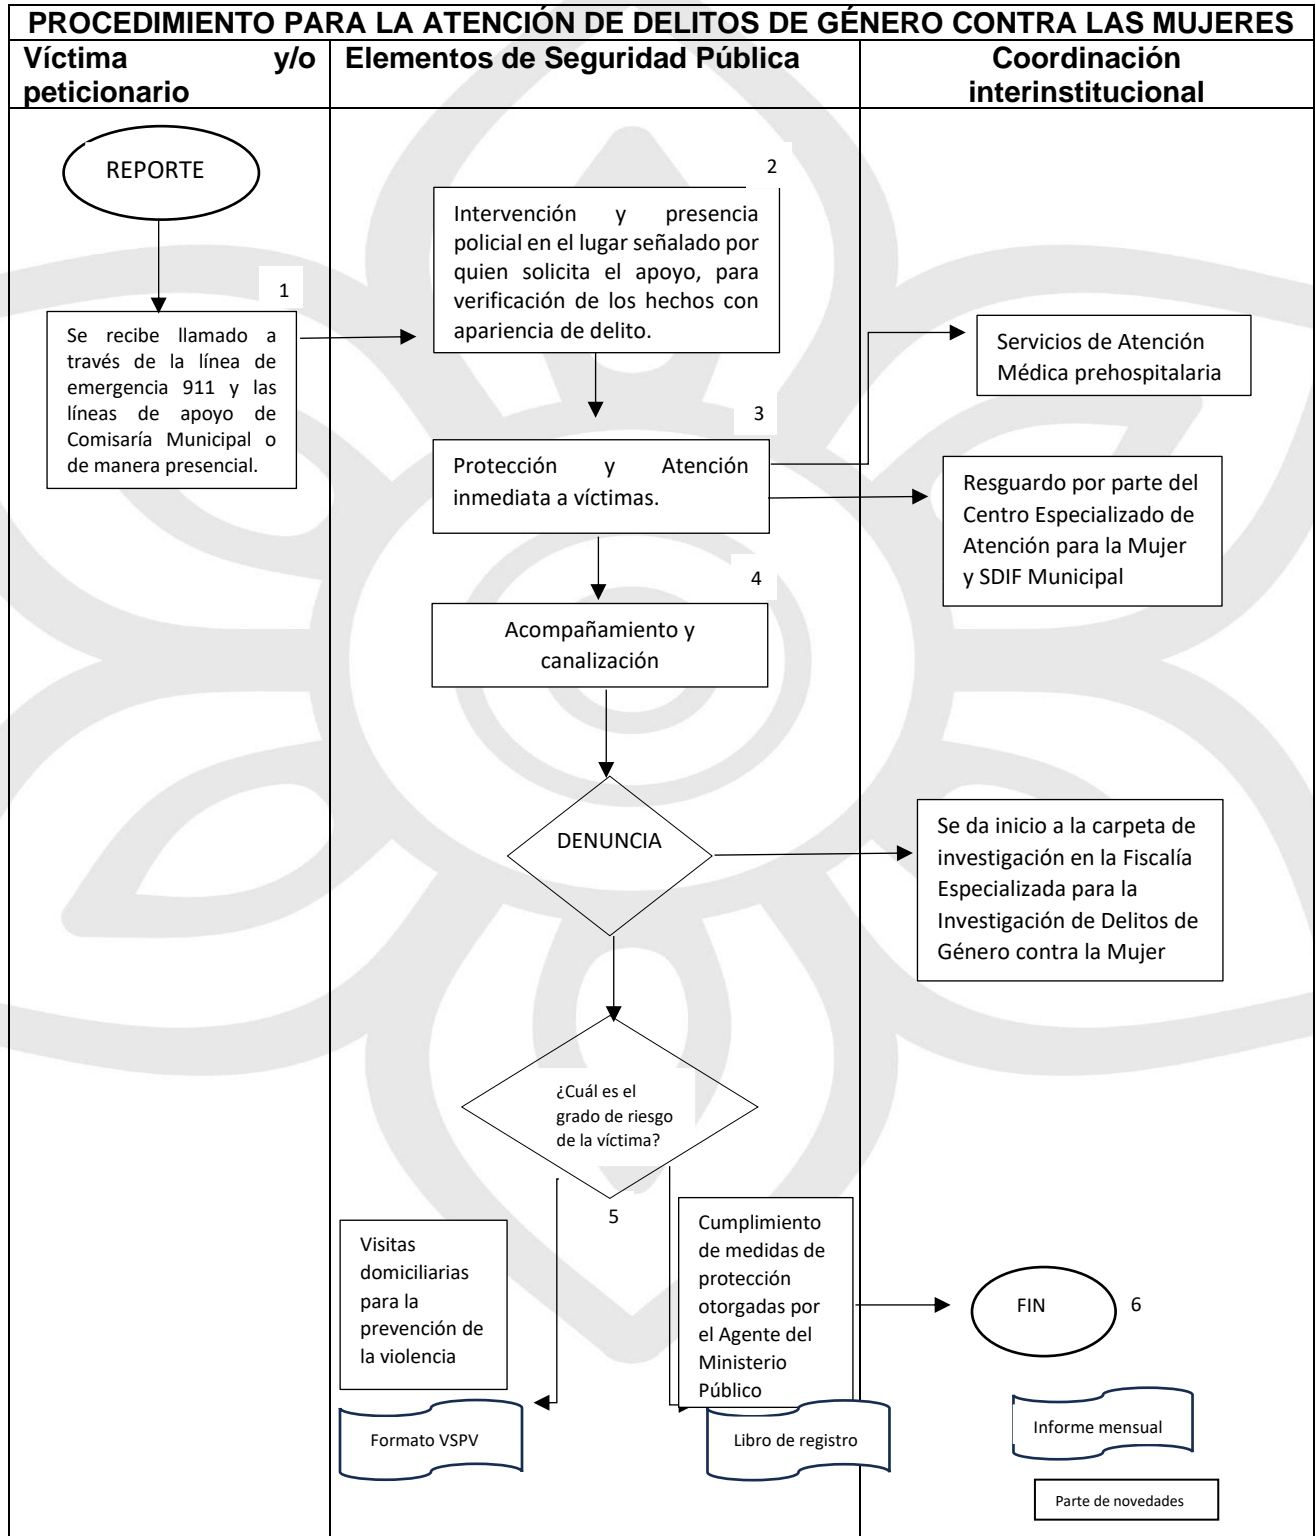 PROCEDIMIENTO PARA LA ATENCIÓN DE DELITOS DE GÉNERO CONTRA LAS MUJERES
Víctima y/o
peticionario
Elementos de Seguridad Pública
Coordinación
interinstitucional
REPORTE
1
Se recibe llamado a
través de la línea de
emergencia 911 y las
líneas de apoyo de
Comisaría Municipal o
de manera presencial.
2
Intervención y presencia
policial en el lugar señalado por
quien solicita el apoyo, para
verificación de los hechos con
apariencia de delito.
3
Protección y Atención
inmediata a víctimas.
Servicios de Atención
Médica prehospitalaria
Resguardo por parte del
Centro Especializado de
Atención para la Mujer
y SDIF Municipal
4
Acompañamiento y
canalización
DENUNCIA
Se da inicio a la carpeta de
investigación en la Fiscalía
Especializada para la
Investigación de Delitos de
Género contra la Mujer
¿Cuál es el
grado de riesgo
de la víctima?
5
Visitas
domiciliarias
para la
prevención de
la violencia
Cumplimiento
de medidas de
protección
otorgadas por
el Agente del
Ministerio
Público
FIN
6
Formato VSPV
Libro de registro
Informe mensual
Parte de novedades